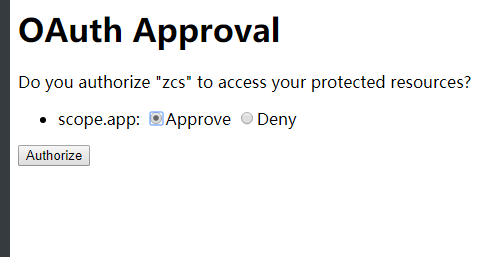 OAuth Approval
Do you authorize "zcs" to access your protected resources?
• scope.app: Approve Deny
Authorize